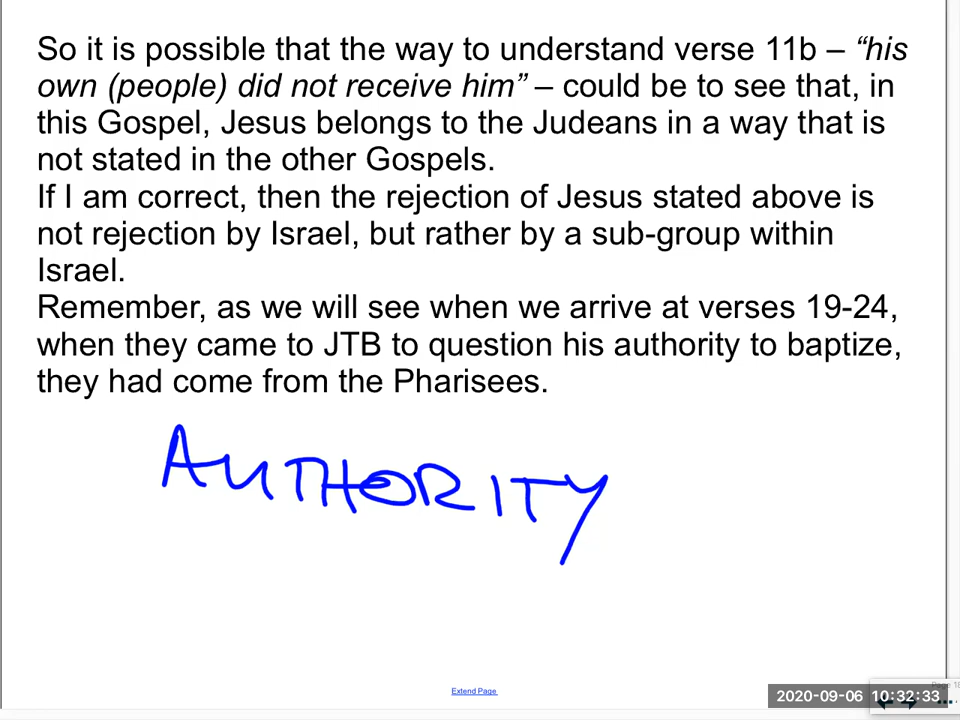 So it is possible that the way to understand verse 11b – “his
own (people) did not receive him” – could be to see that, in
this Gospel, Jesus belongs to the Judeans in a way that is
not stated in the other Gospels.
If I am correct, then the rejection of Jesus stated above is
not rejection by Israel, but rather by a sub-group within
Israel.
Remember, as we will see when we arrive at verses 19-24,
when they came to JTB to question his authority to baptize,
they had come from the Pharisees.
AUTHORITY
Extend Page
Page 18
2020-09-06 10:32:33